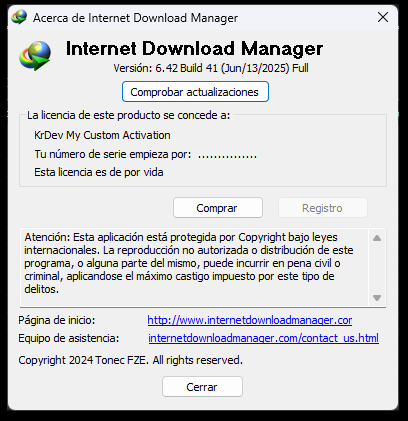 Acerca de Internet Download Manager
Internet Download Manager
Versión: 6.42 Build 41 (Jun/13/2025) Full
Comprobar actualizaciones
La licencia de este producto se concede a:
KrDev My Custom Activation
Tu número de serie empieza por: ...............
Esta licencia es de por vida
Comprar Registro
Atención: Esta aplicación está protegida por Copyright bajo leyes
internacionales. La reproducción no autorizada o distribución de este
programa, o alguna parte del mismo, puede incurrir en pena civil o
criminal, aplicandose el máximo castigo impuesto por este tipo de
delitos.
Página de inicio: http://www.internetdownloadmanager.cor
Equipo de asistencia: internetdownloadmanager.com/contact_us.html
Copyright 2024 Tonec FZE. All rights reserved.
Cerrar